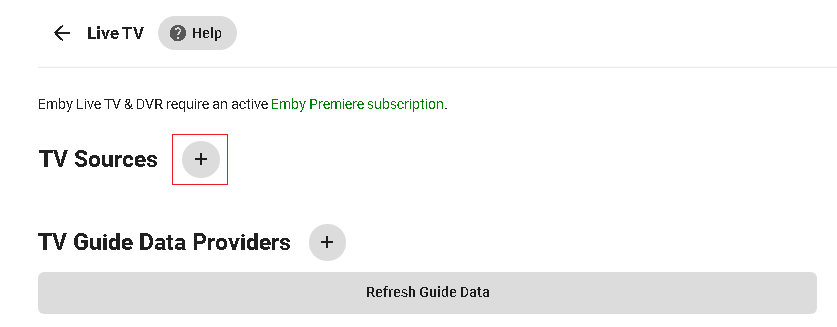 Live TV Help
Emby Live TV & DVR require an active Emby Premiere subscription.
TV Sources +
TV Guide Data Providers +
Refresh Guide Data